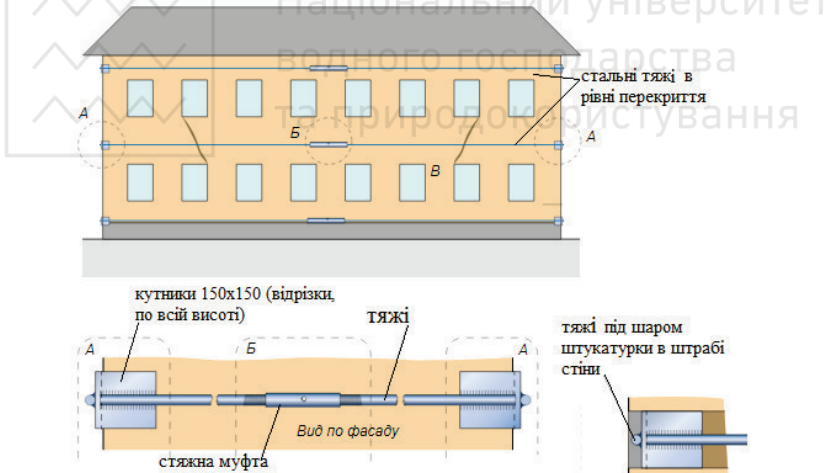 Національний університет
водного господарства
та природокористування
стальні тяжі в
рівні перекриття
А
Б
А
В
кутники 150х150 (відрізки,
по всій висоті)
тяжі
тяжі під шаром
штукатурки в штрабі
стіни
А
Б
А
Вид по фасаду
стяжна муфта